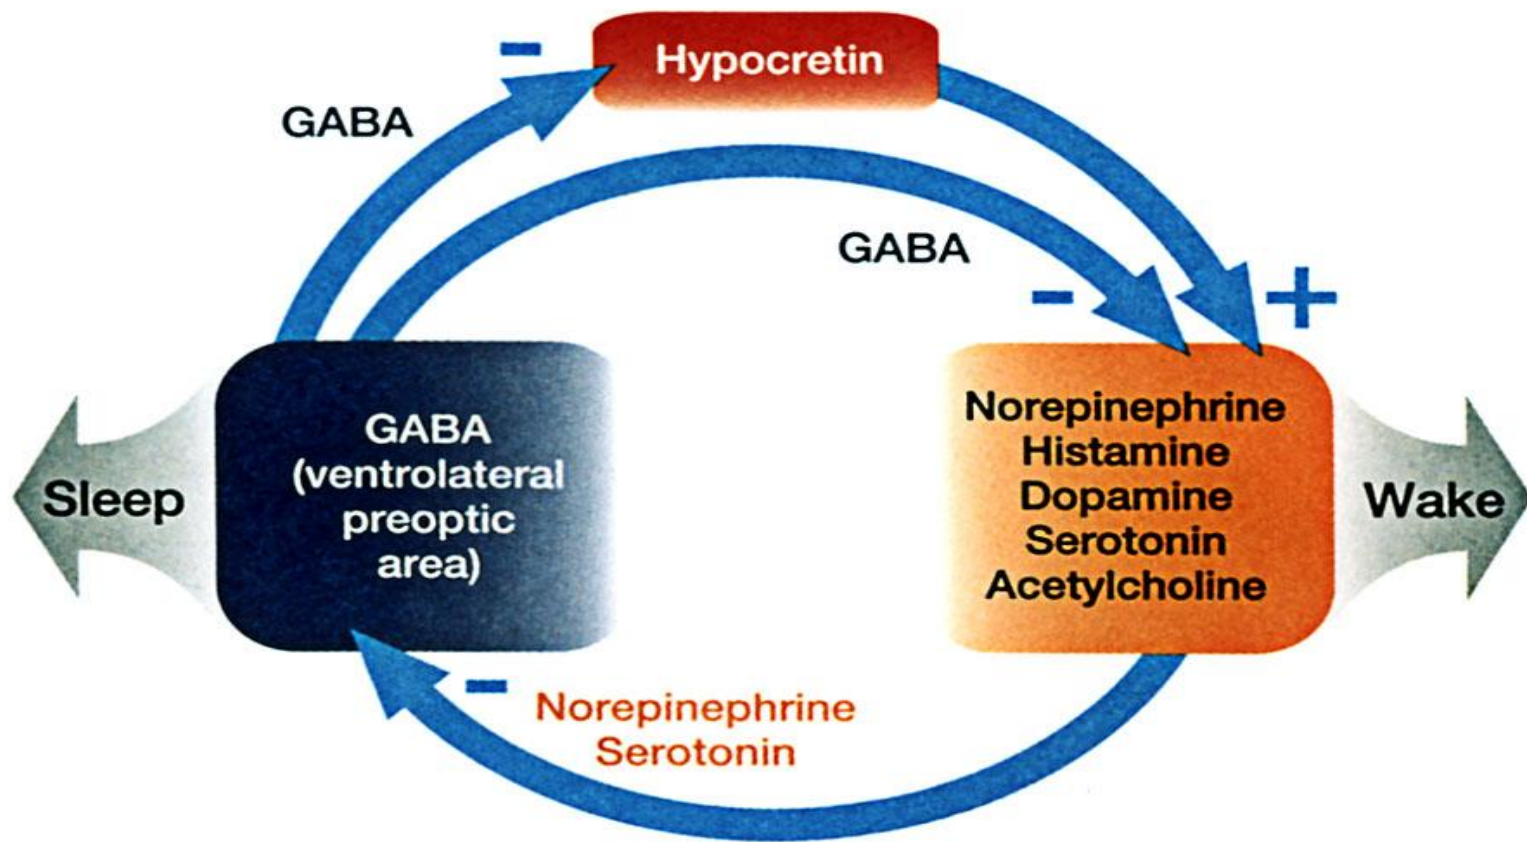 -
Hypocretin
GABA
GABA
-
+
GABA
(ventrolateral
preoptic
area)
Sleep
Norepinephrine
Histamine
Dopamine
Serotonin
Acetylcholine
Wake
-
Norepinephrine
Serotonin